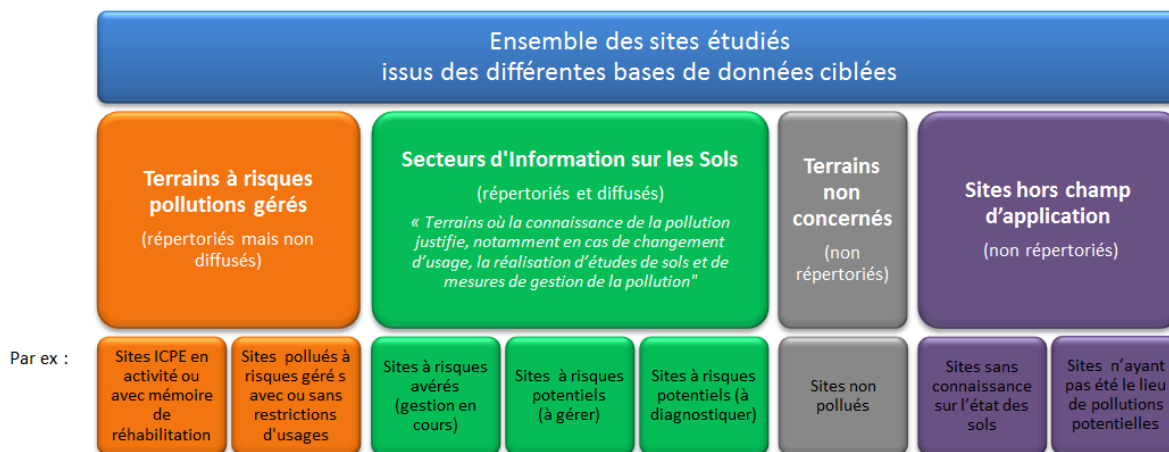 Ensemble des sites étudiés
issus des différentes bases de données ciblées
Terrains à risques
pollutions gérés
(répertoriés mais non
diffusés)
Secteurs d'Information sur les Sols
(répertoriés et diffusés)
« Terrains où la connaissance de la pollution
justifie, notamment en cas de changement
d'usage, la réalisation d'études de sols et de
mesures de gestion de la pollution"
Terrains
non
concernés
(non
répertoriés)
Sites hors champ
d'application
(non répertoriés)
Par ex :
Sites ICPE en
activité ou
avec mémoire
de
réhabilitation
Sites pollués à
risques géré s
avec ou sans
restrictions
d'usages
Sites à risques
avérés
(gestion en
cours)
Sites à risques
potentiels
(à gérer)
Sites à risques
potentiels (à
diagnostiquer)
Sites non
pollués
Sites sans
connaissance
sur l'état des
sols
Sites n'ayant
pas été le lieu
de pollutions
potentielles